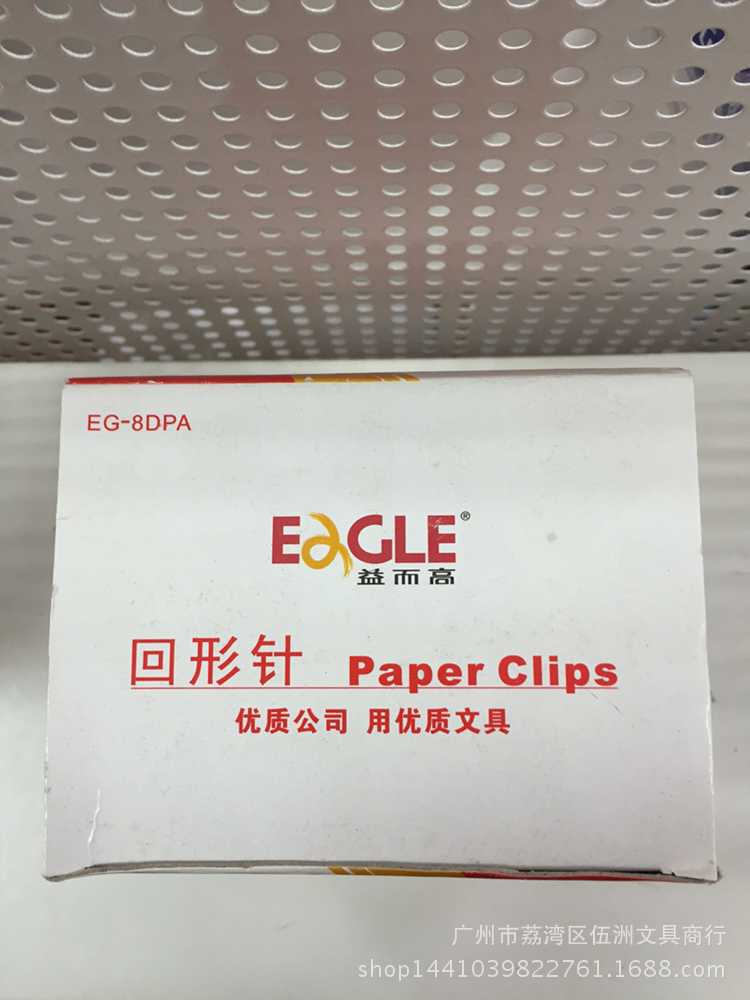 EG-8DPA
EAGLE®
益而高
回形针 Paper Clips
优质公司 用优质文具
广州市荔湾区伍洲文具商行
shop1441039822761.1688.com